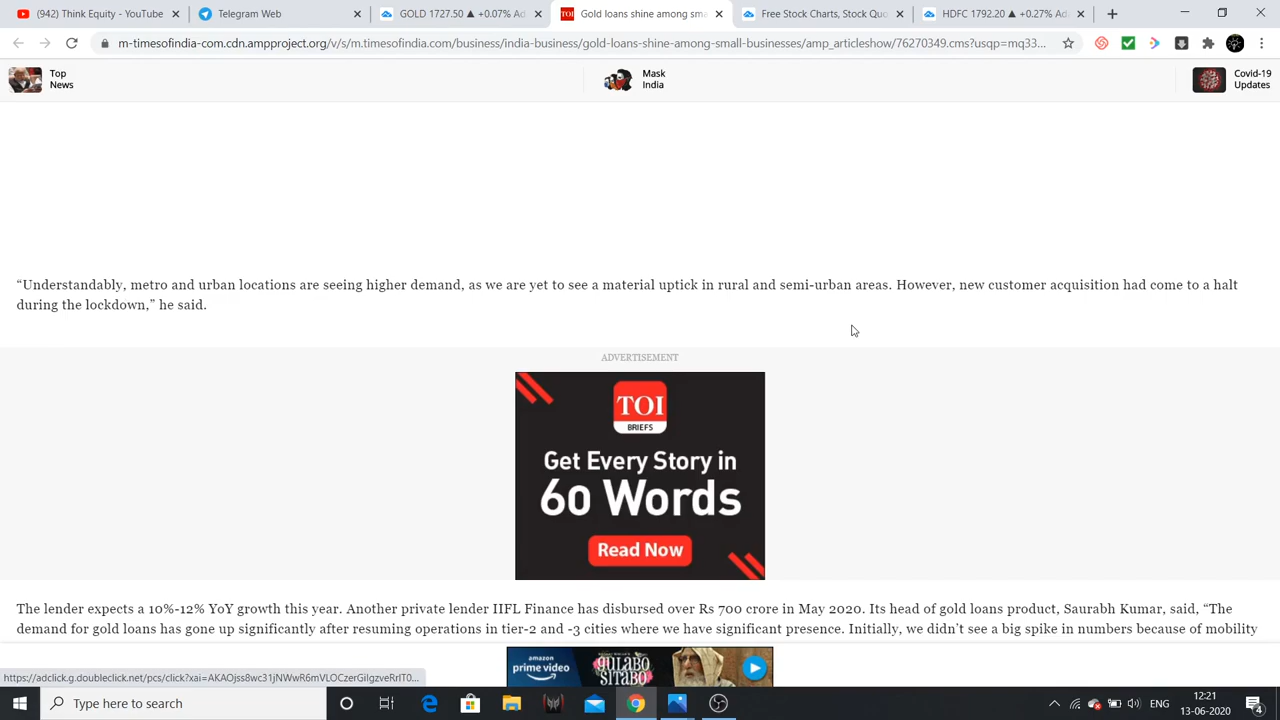 (942) Think Equity - YouTube
Telegram Web
GOLD 1727.50 ▲ +0.07% Ad
Gold loans shine among sma
Free Stock Charts, Stock Quo
HDFC 1792.20 ▲ +0.27% Ad
m-timesofindia-com.cdn.ampproject.org/v/s/m.timesofindia.com/business/india-business/gold-loans-shine-among-small-businesses/amp_articleshow/76270349.cms?usqp=mq33...
Top
News
Mask
India
Covid-19
Updates
“Understandably, metro and urban locations are seeing higher demand, as we are yet to see a material uptick in rural and semi-urban areas. However, new customer acquisition had come to a halt
during the lockdown,” he said.
ADVERTISEMENT
TOI
BRIEFS
Get Every Story in
60 Words
Read Now
The lender expects a 10%-12% YoY growth this year. Another private lender IIFL Finance has disbursed over Rs 700 crore in May 2020. Its head of gold loans product, Saurabh Kumar, said, “The
demand for gold loans has gone up significantly after resuming operations in tier-2 and -3 cities where we have significant presence. Initially, we didn’t see a big spike in numbers because of mobility
amazon
prime video
GULABO
SITABO
Type here to search
ENG
12:21
13-06-2020
4